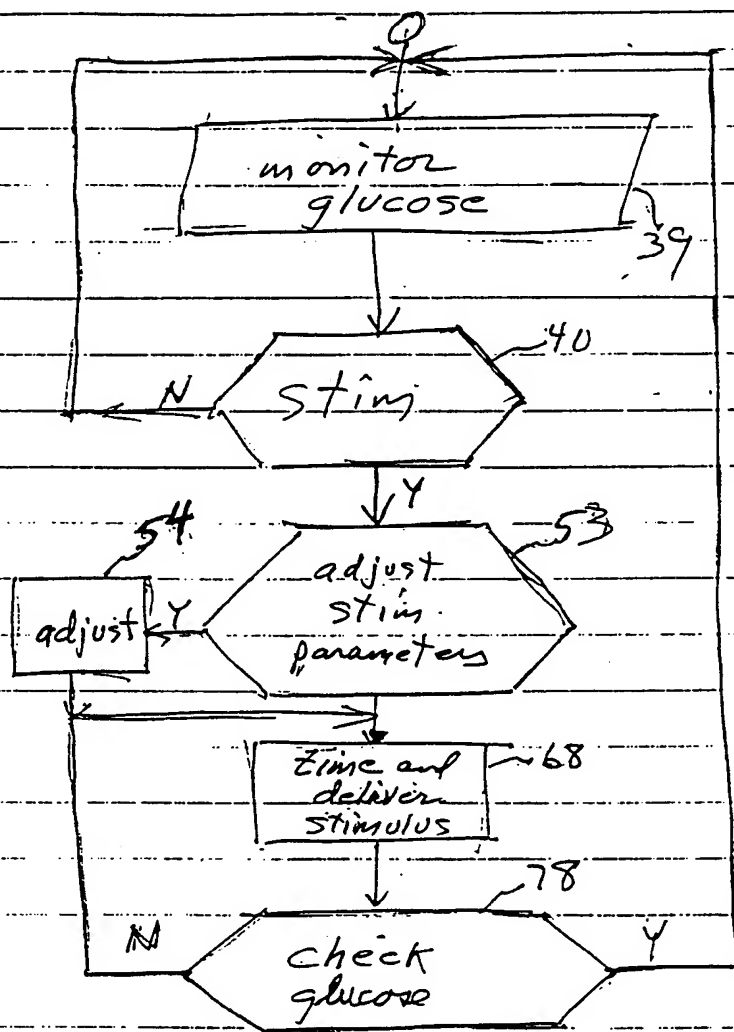 monitor
glucose
39
stim
40
N
Y
54
53
adjust
stim
parameters
Y
adjust
time and
deliver
stimulus
68
78
N
Y
check
glucose